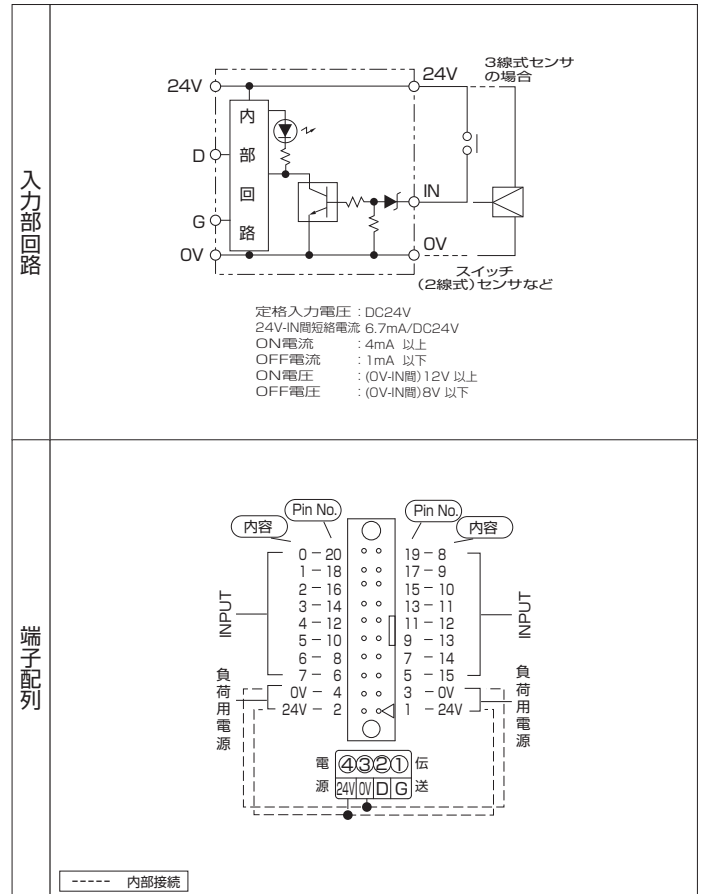 入力部回路
24V
24V
3線式センサ
の場合
内部回路
D
IN
G
0V
0V
スイッチ
(2線式)センサなど
定格入力電圧 : DC24V
24V-IN間短絡電流 : 6.7mA/DC24V
ON電流 : 4mA 以上
OFF電流 : 1mA 以下
ON電圧 : (0V-IN間)12V 以上
OFF電圧 : (0V-IN間)8V 以下
端子配列
内容 Pin No. Pin No. 内容
0 − 20 19 − 8
1 − 18 17 − 9
2 − 16 15 − 10
3 − 14 13 − 11
4 − 12 11 − 12
5 − 10 9 − 13
6 − 8 7 − 14
7 − 6 5 − 15
0V − 4 3 − 0V
24V − 2 1 − 24V
INPUT
INPUT
負荷用電源
負荷用電源
電源
④③②①
24V 0V D G
伝送
----- 内部接続